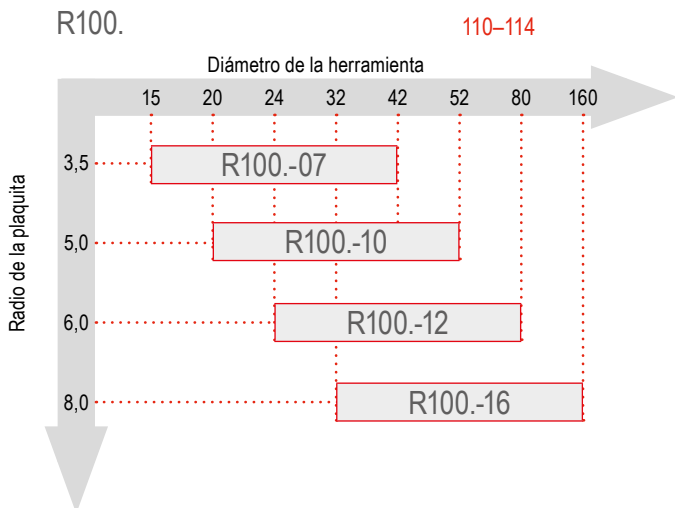 R100. 110–114
Diámetro de la herramienta
15 20 24 32 42 52 80 160
Radio de la plaquita
3,5 R100.-07
5,0 R100.-10
6,0 R100.-12
8,0 R100.-16